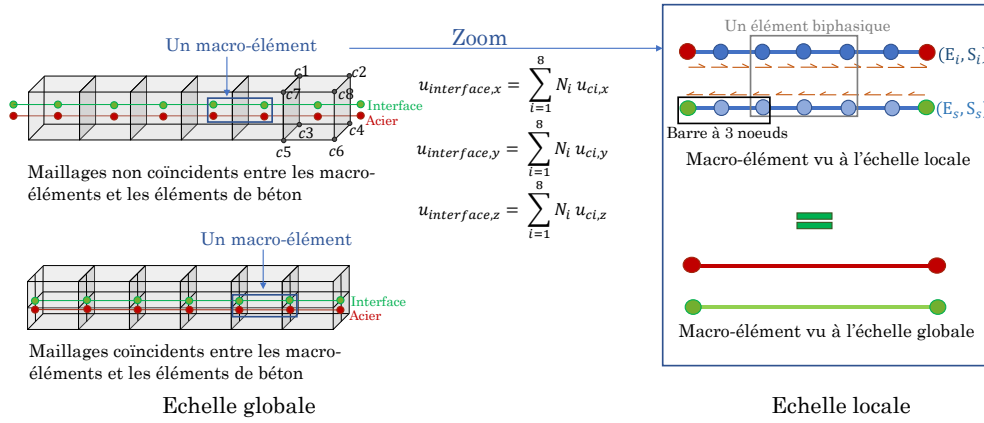 Un macro-élément
Zoom
c1
c2
c7
c8
Interface
Acier
c3
c4
c5
c6
Maillages non coïncidents entre les macro-
éléments et les éléments de béton
u_{interface,x} = \sum_{i=1}^{8} N_i u_{ci,x}
u_{interface,y} = \sum_{i=1}^{8} N_i u_{ci,y}
u_{interface,z} = \sum_{i=1}^{8} N_i u_{ci,z}
Un macro-élément
Interface
Acier
Maillages coïncidents entre les macro-
éléments et les éléments de béton
Echelle globale
Un élément biphasique
(E_i, S_i)
(E_s, S_s)
Barre à 3 noeuds
Macro-élément vu à l'échelle locale
Macro-élément vu à l'échelle globale
Echelle locale